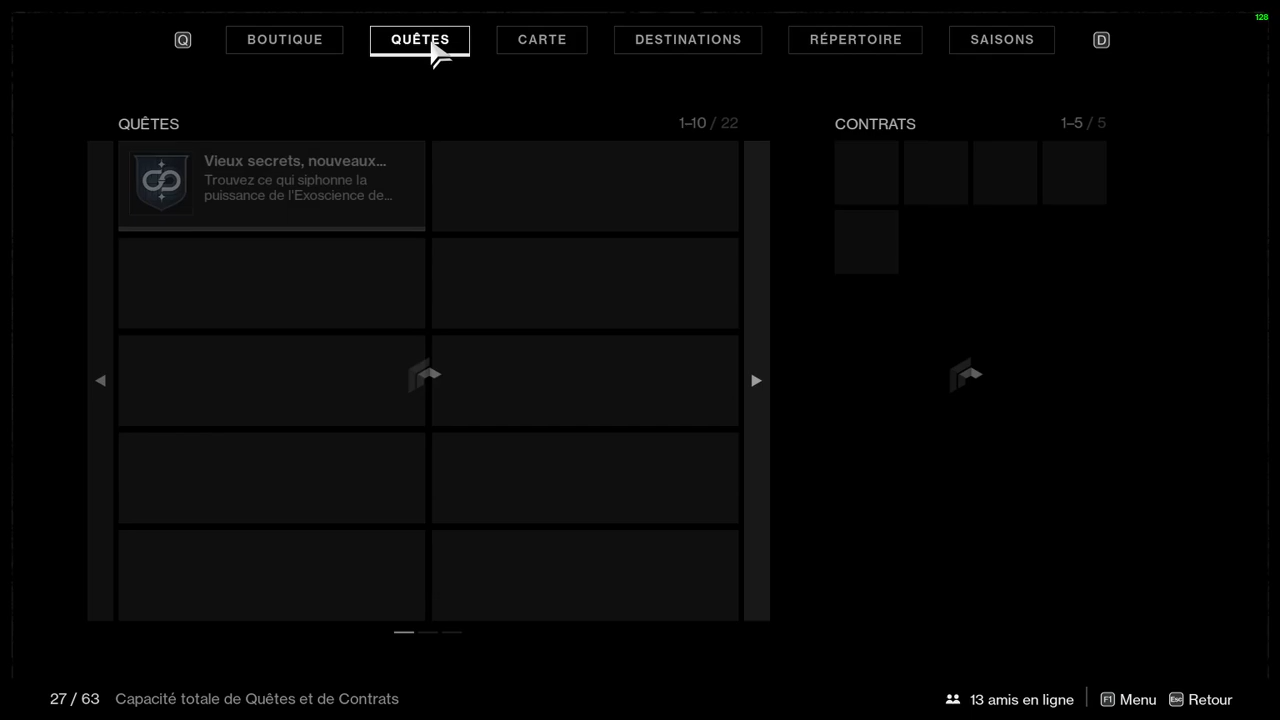 128
Q
BOUTIQUE
QUÊTES
CARTE
DESTINATIONS
RÉPERTOIRE
SAISONS
D
QUÊTES
1–10 / 22
CONTRATS
1–5 / 5
Vieux secrets, nouveaux...
Trouvez ce qui siphonne la
puissance de l'Exoscience de...
27 / 63
Capacité totale de Quêtes et de Contrats
13 amis en ligne
F1 Menu
Esc Retour